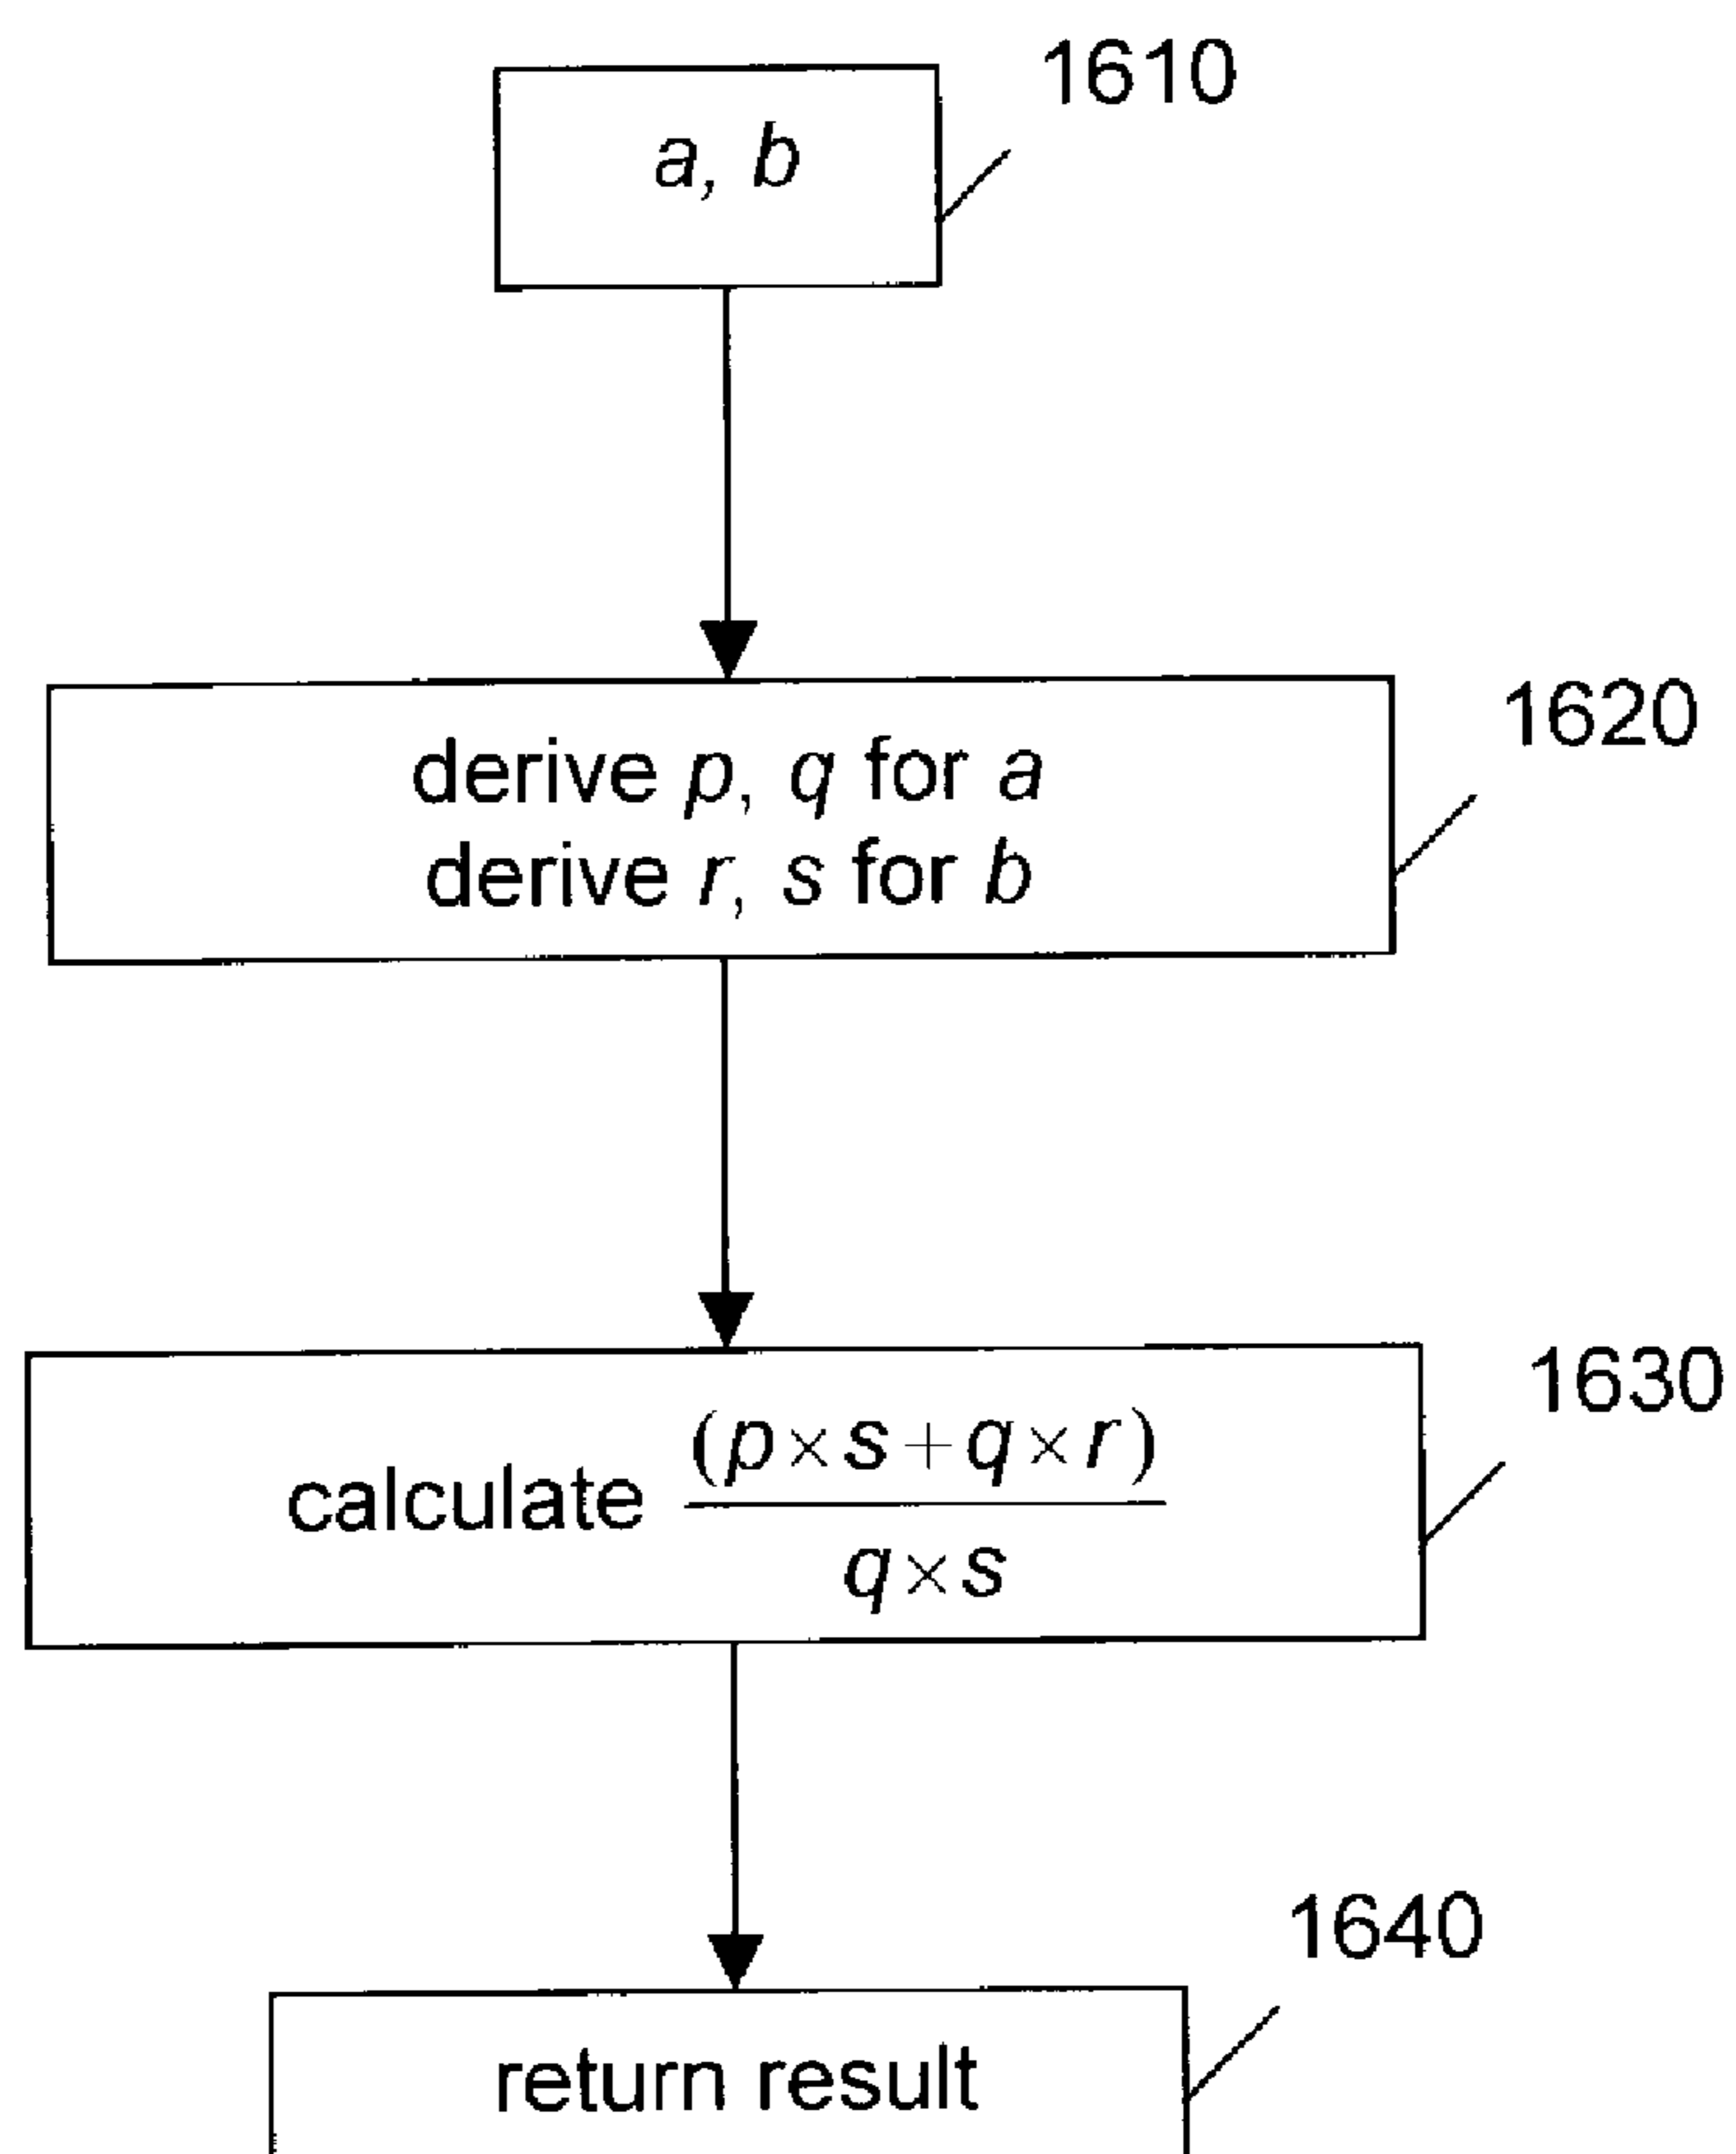 1610
a, b
1620
derive p, q for a
derive r, s for b
1630
calculate (p×s+q×r)
q×s
1640
return result